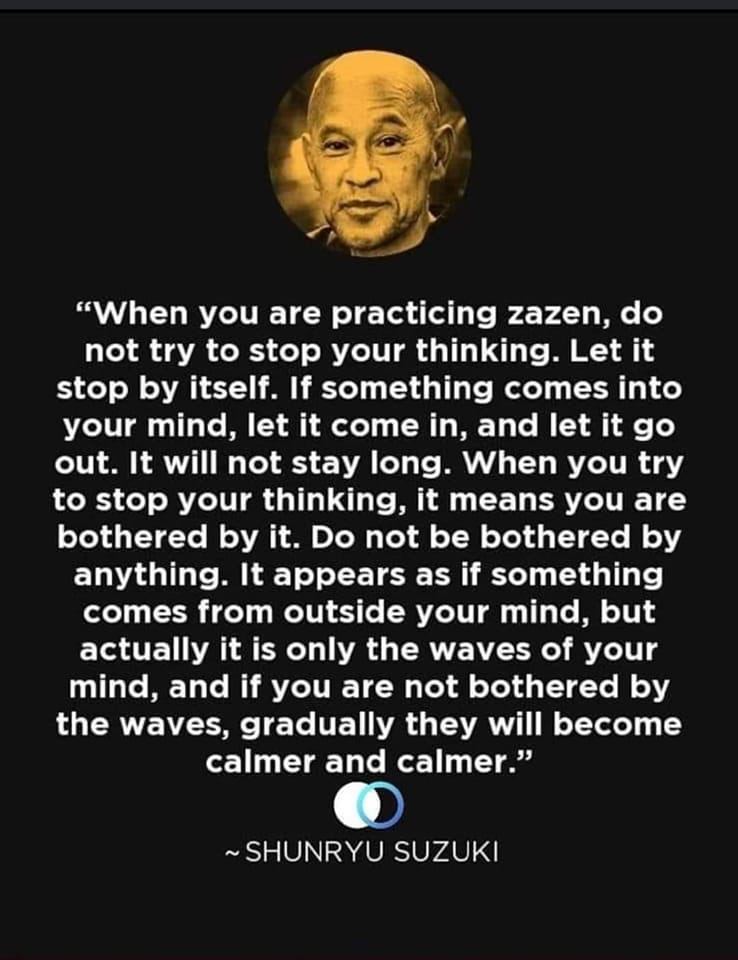 “When you are practicing zazen, do
not try to stop your thinking. Let it
stop by itself. If something comes into
your mind, let it come in, and let it go
out. It will not stay long. When you try
to stop your thinking, it means you are
bothered by it. Do not be bothered by
anything. It appears as if something
comes from outside your mind, but
actually it is only the waves of your
mind, and if you are not bothered by
the waves, gradually they will become
calmer and calmer.”
~SHUNRYU SUZUKI